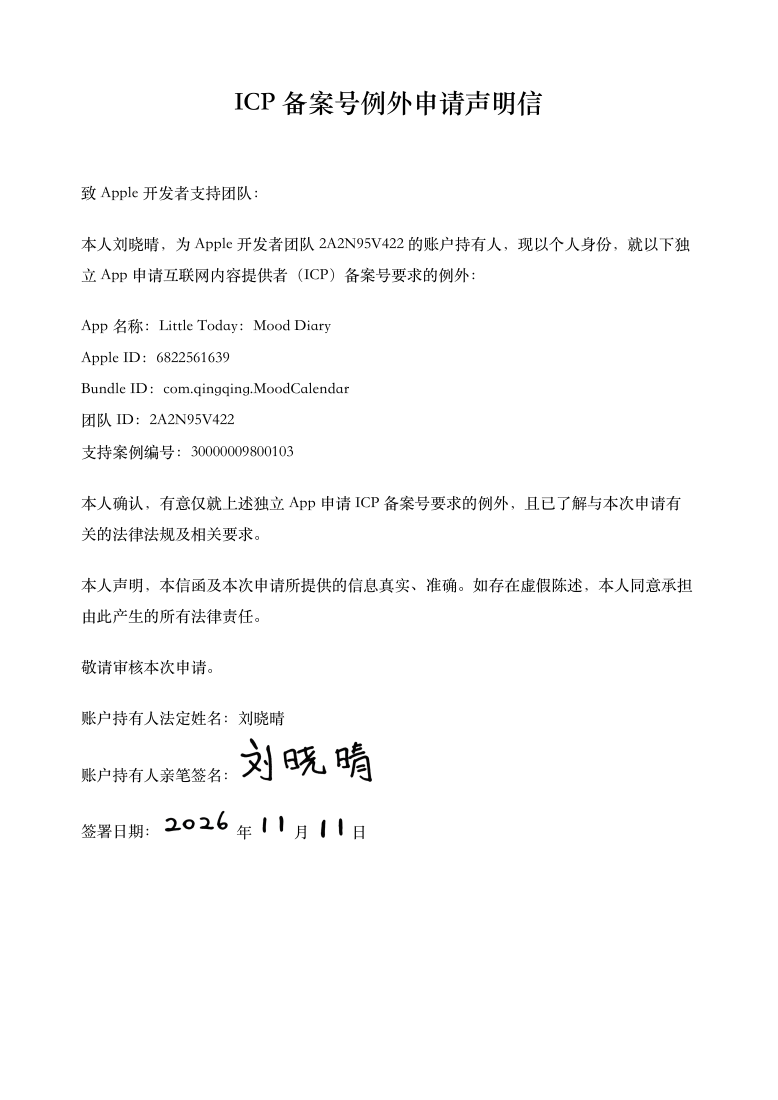 ICP 备案号例外申请声明信
致 Apple 开发者支持团队：
本人刘晓晴，为 Apple 开发者团队 2A2N95V422 的账户持有人，现以个人身份，就以下独
立 App 申请互联网内容提供者（ICP）备案号要求的例外：
App 名称：Little Today：Mood Diary
Apple ID：6822561639
Bundle ID：com.qingqing.MoodCalendar
团队 ID：2A2N95V422
支持案例编号：30000009800103
本人确认，有意仅就上述独立 App 申请 ICP 备案号要求的例外，且已了解与本次申请有
关的法律法规及相关要求。
本人声明，本信函及本次申请所提供的信息真实、准确。如存在虚假陈述，本人同意承担
由此产生的所有法律责任。
敬请审核本次申请。
账户持有人法定姓名：刘晓晴
账户持有人亲笔签名：刘晓晴
签署日期：2026 年 11 月 11 日